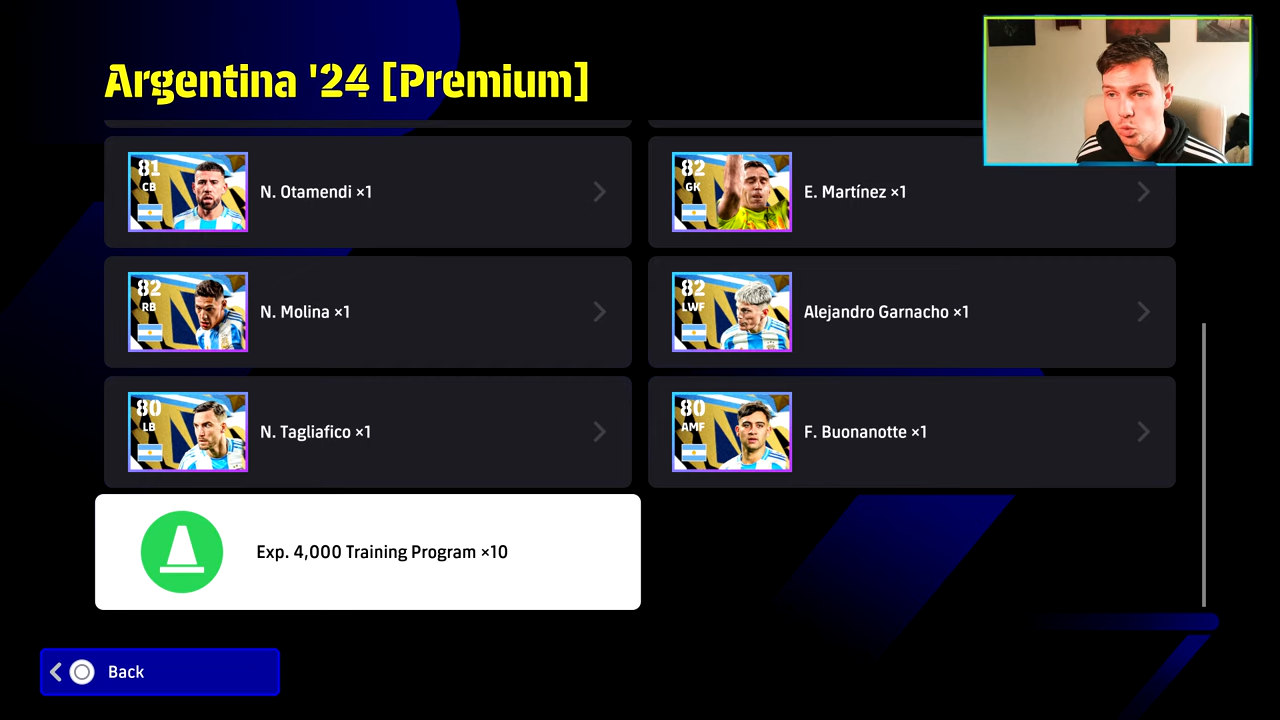 Argentina '24 [Premium]
81
CB
N. Otamendi ×1
82
GK
E. Martínez ×1
82
RB
N. Molina ×1
82
LWF
Alejandro Garnacho ×1
80
LB
N. Tagliafico ×1
80
AMF
F. Buonanotte ×1
Exp. 4,000 Training Program ×10
Back